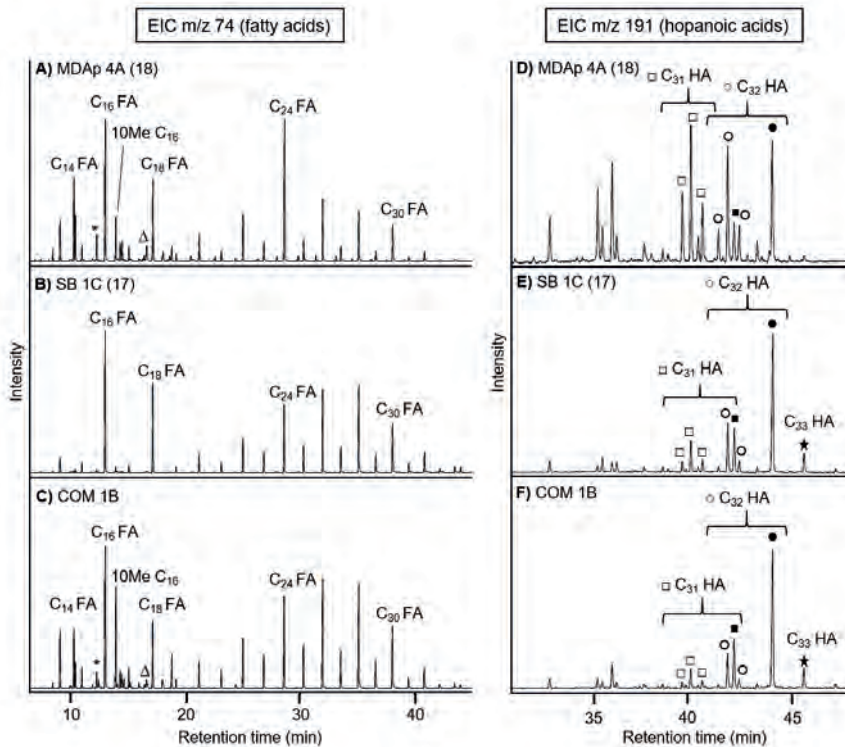 EIC m/z 74 (fatty acids)
A) MDAp 4A (18)
C₁₆ FA
10Me C₁₆
C₁₄ FA
C₁₈ FA
C₂₄ FA
C₃₀ FA
*
Δ
B) SB 1C (17)
C₁₆ FA
C₁₈ FA
C₂₄ FA
C₃₀ FA
C) COM 1B
C₁₆ FA
10Me C₁₆
C₁₄ FA
C₁₈ FA
C₂₄ FA
C₃₀ FA
*
Δ
Intensity
10 20 30 40
Retention time (min)
EIC m/z 191 (hopanoic acids)
D) MDAp 4A (18)
□ C₃₁ HA
○ C₃₂ HA
E) SB 1C (17)
○ C₃₂ HA
□ C₃₁ HA
C₃₃ HA
★
F) COM 1B
○ C₃₂ HA
□ C₃₁ HA
C₃₃ HA
★
Intensity
35 40 45
Retention time (min)